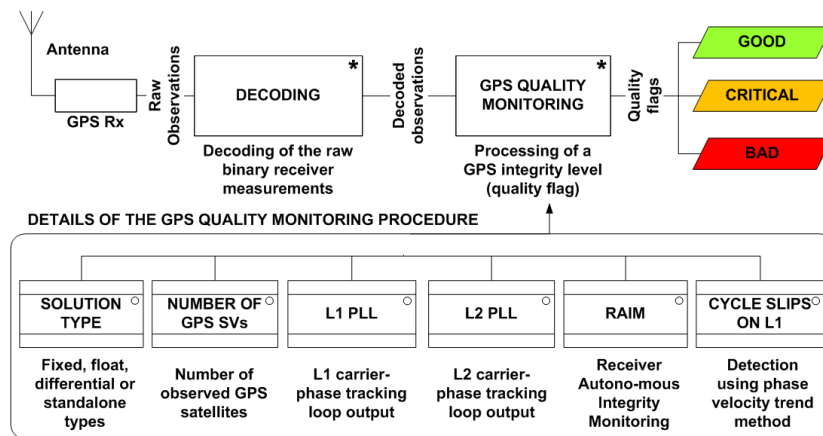 Antenna
GPS Rx
Raw
Observations
DECODING
*
Decoding of the raw
binary receiver
measurements
Decoded
observations
GPS QUALITY
MONITORING
*
Processing of a
GPS integrity level
(quality flag)
Quality
flags
GOOD
CRITICAL
BAD
DETAILS OF THE GPS QUALITY MONITORING PROCEDURE
SOLUTION
TYPE
Fixed, float,
differential or
standalone
types
NUMBER OF
GPS SVs
Number of
observed GPS
satellites
L1 PLL
L1 carrier-
phase tracking
loop output
L2 PLL
L2 carrier-
phase tracking
loop output
RAIM
Receiver
Autono-mous
Integrity
Monitoring
CYCLE SLIPS
ON L1
Detection
using phase
velocity trend
method